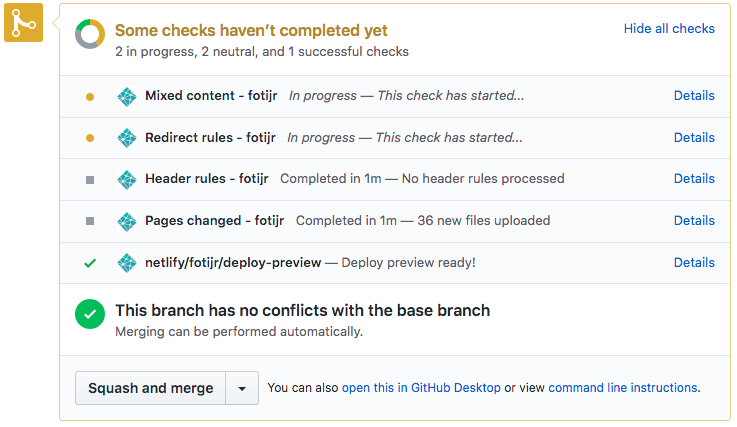 Some checks haven’t completed yet
Hide all checks
2 in progress, 2 neutral, and 1 successful checks
Mixed content - fotijr In progress — This check has started... Details
Redirect rules - fotijr In progress — This check has started... Details
Header rules - fotijr Completed in 1m — No header rules processed Details
Pages changed - fotijr Completed in 1m — 36 new files uploaded Details
netlify/fotijr/deploy-preview — Deploy preview ready! Details
This branch has no conflicts with the base branch
Merging can be performed automatically.
Squash and merge You can also open this in GitHub Desktop or view command line instructions.